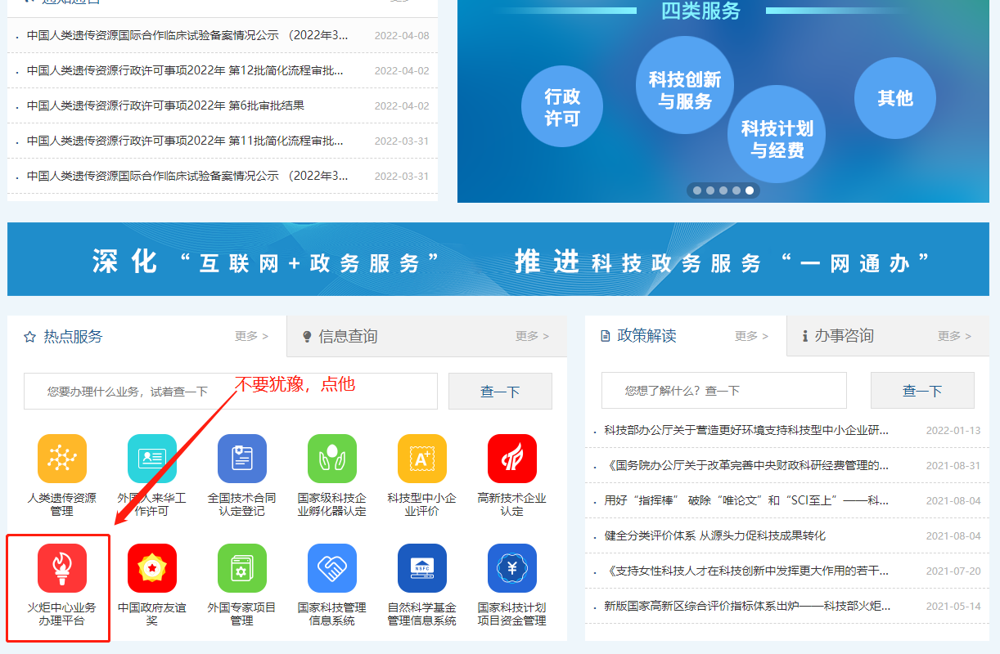 中国人类遗传资源国际合作临床试验备案情况公示 （2022年3... 2022-04-08
中国人类遗传资源行政许可事项2022年 第12批简化流程审批... 2022-04-02
中国人类遗传资源行政许可事项2022年 第6批审批结果 2022-04-02
中国人类遗传资源行政许可事项2022年 第11批简化流程审批... 2022-03-31
中国人类遗传资源国际合作临床试验备案情况公示 （2022年3... 2022-03-31
四类服务
行政
许可
科技创新
与服务
科技计划
与经费
其他
深化“互联网+政务服务” 推进科技政务服务“一网通办”
热点服务 更多 >
信息查询 更多 >
您要办理什么业务，试着查一下
查一下
不要犹豫，点他
人类遗传资源
管理
外国人来华工
作许可
全国技术合同
认定登记
国家级科技企
业孵化器认定
A+
科技型中小企
业评价
高新技术企业
认定
火炬中心业务
办理平台
中国政府友谊
奖
外国专家项目
管理
国家科技管理
信息系统
NSFC
自然科学基金
管理信息系统
¥
国家科技计划
项目资金管理
政策解读 更多 >
办事咨询 更多 >
您想了解什么？查一下
查一下
科技部办公厅关于营造更好环境支持科技型中小企业研... 2022-01-13
《国务院办公厅关于改革完善中央财政科研经费管理的... 2021-08-31
用好“指挥棒” 破除“唯论文”和“SCI至上”——科... 2021-08-04
健全分类评价体系 从源头力促科技成果转化 2021-08-04
《支持女性科技人才在科技创新中发挥更大作用的若干... 2021-07-20
新版国家高新区综合评价指标体系出炉——科技部火炬... 2021-05-14